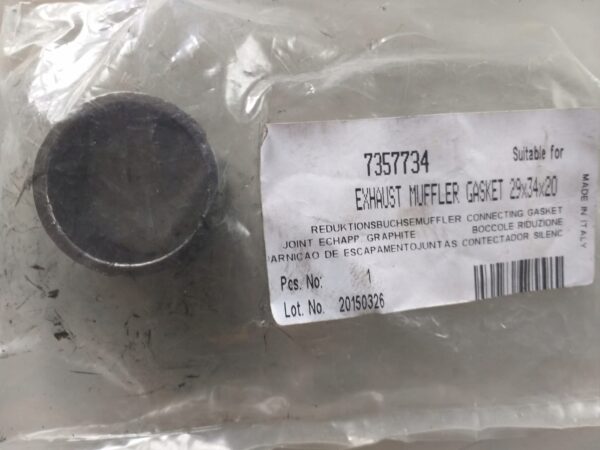 7357734
Suitable for
EXHAUST MUFFLER GASKET 29x34x20
REDUKTIONSBUCHSEMUFFLER CONNECTING GASKET
JOINT ECHAPP. GRAPHITE BOCCOLE RIDUZIONE
ARNICAO DE ESCAPAMENTOJUNTAS CONTECTADOR SILENC
Pcs. No: 1
Lot. No. 20150326
MADE IN ITALY